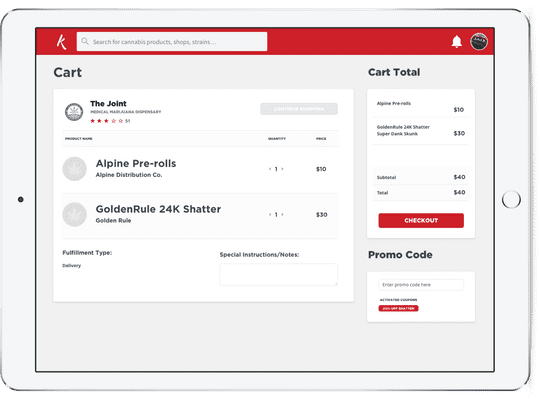 k
Search for cannabis products, shops, strains...
Cart
The Joint
MEDICAL MARIJUANA DISPENSARY
51
CONTINUE SHOPPING
PRODUCT NAME
QUANTITY
PRICE
Alpine Pre-rolls
Alpine Distribution Co.
1
$10
GoldenRule 24K Shatter
Golden Rule
1
$30
Fulfillment Type:
Delivery
Special Instructions/Notes:
Cart Total
Alpine Pre-rolls
$10
GoldenRule 24K Shatter
Super Dank Skunk
$30
Subtotal
$40
Total
$40
CHECKOUT
Promo Code
Enter promo code here
ACTIVATED COUPONS